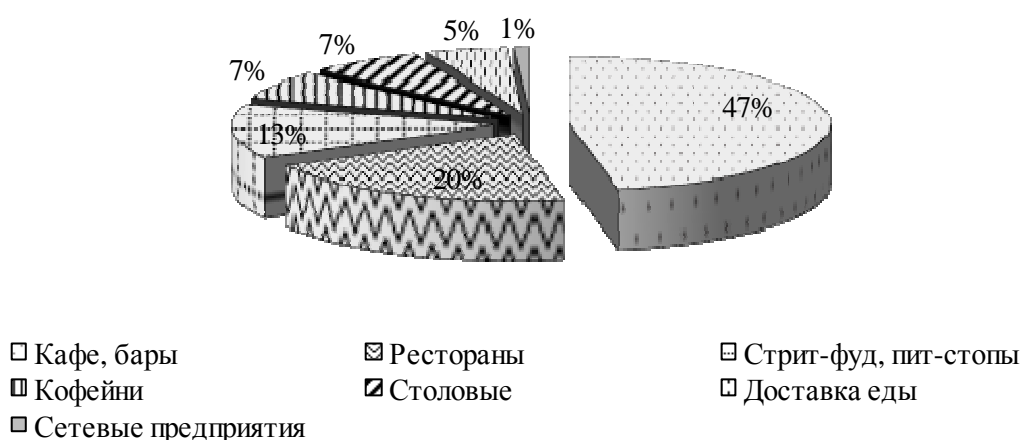 5% 1%
7%
7%
47%
13%
20%
Кафе, бары Рестораны Стрит-фуд, пит-стопы
Кофейни Столовые Доставка еды
Сетевые предприятия